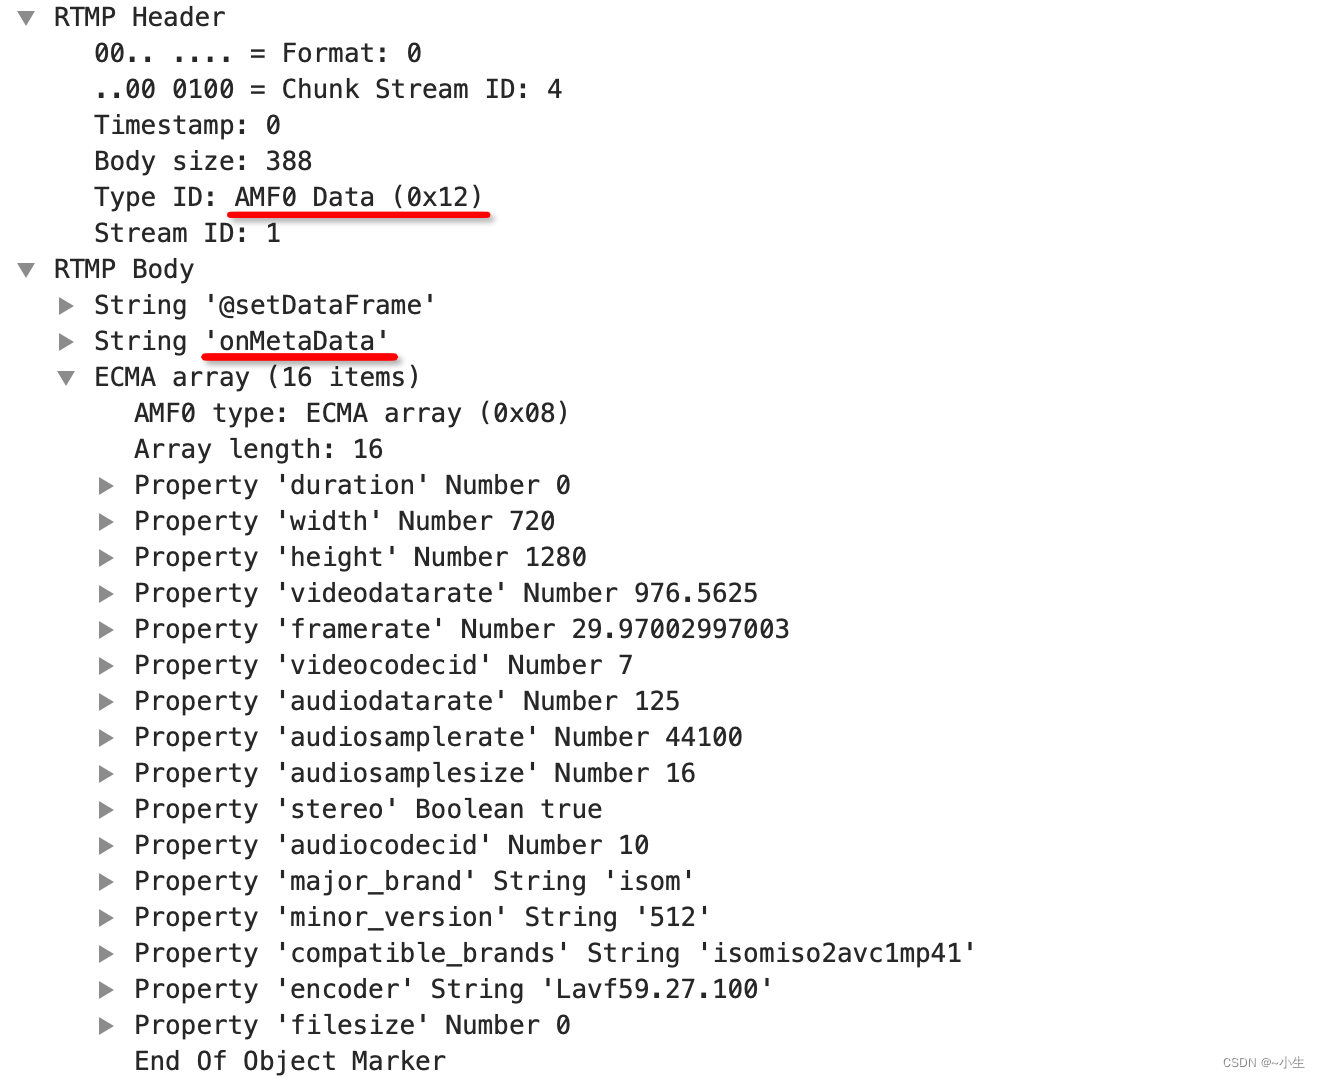 RTMP Header
00.. .... = Format: 0
..00 0100 = Chunk Stream ID: 4
Timestamp: 0
Body size: 388
Type ID: AMF0 Data (0x12)
Stream ID: 1
RTMP Body
String '@setDataFrame'
String 'onMetaData'
ECMA array (16 items)
AMF0 type: ECMA array (0x08)
Array length: 16
Property 'duration' Number 0
Property 'width' Number 720
Property 'height' Number 1280
Property 'videodatarate' Number 976.5625
Property 'framerate' Number 29.97002997003
Property 'videocodecid' Number 7
Property 'audiodatarate' Number 125
Property 'audiosamplerate' Number 44100
Property 'audiosamplesize' Number 16
Property 'stereo' Boolean true
Property 'audiocodecid' Number 10
Property 'major_brand' String 'isom'
Property 'minor_version' String '512'
Property 'compatible_brands' String 'isomiso2avc1mp41'
Property 'encoder' String 'Lavf59.27.100'
Property 'filesize' Number 0
End Of Object Marker
CSDN @~小生